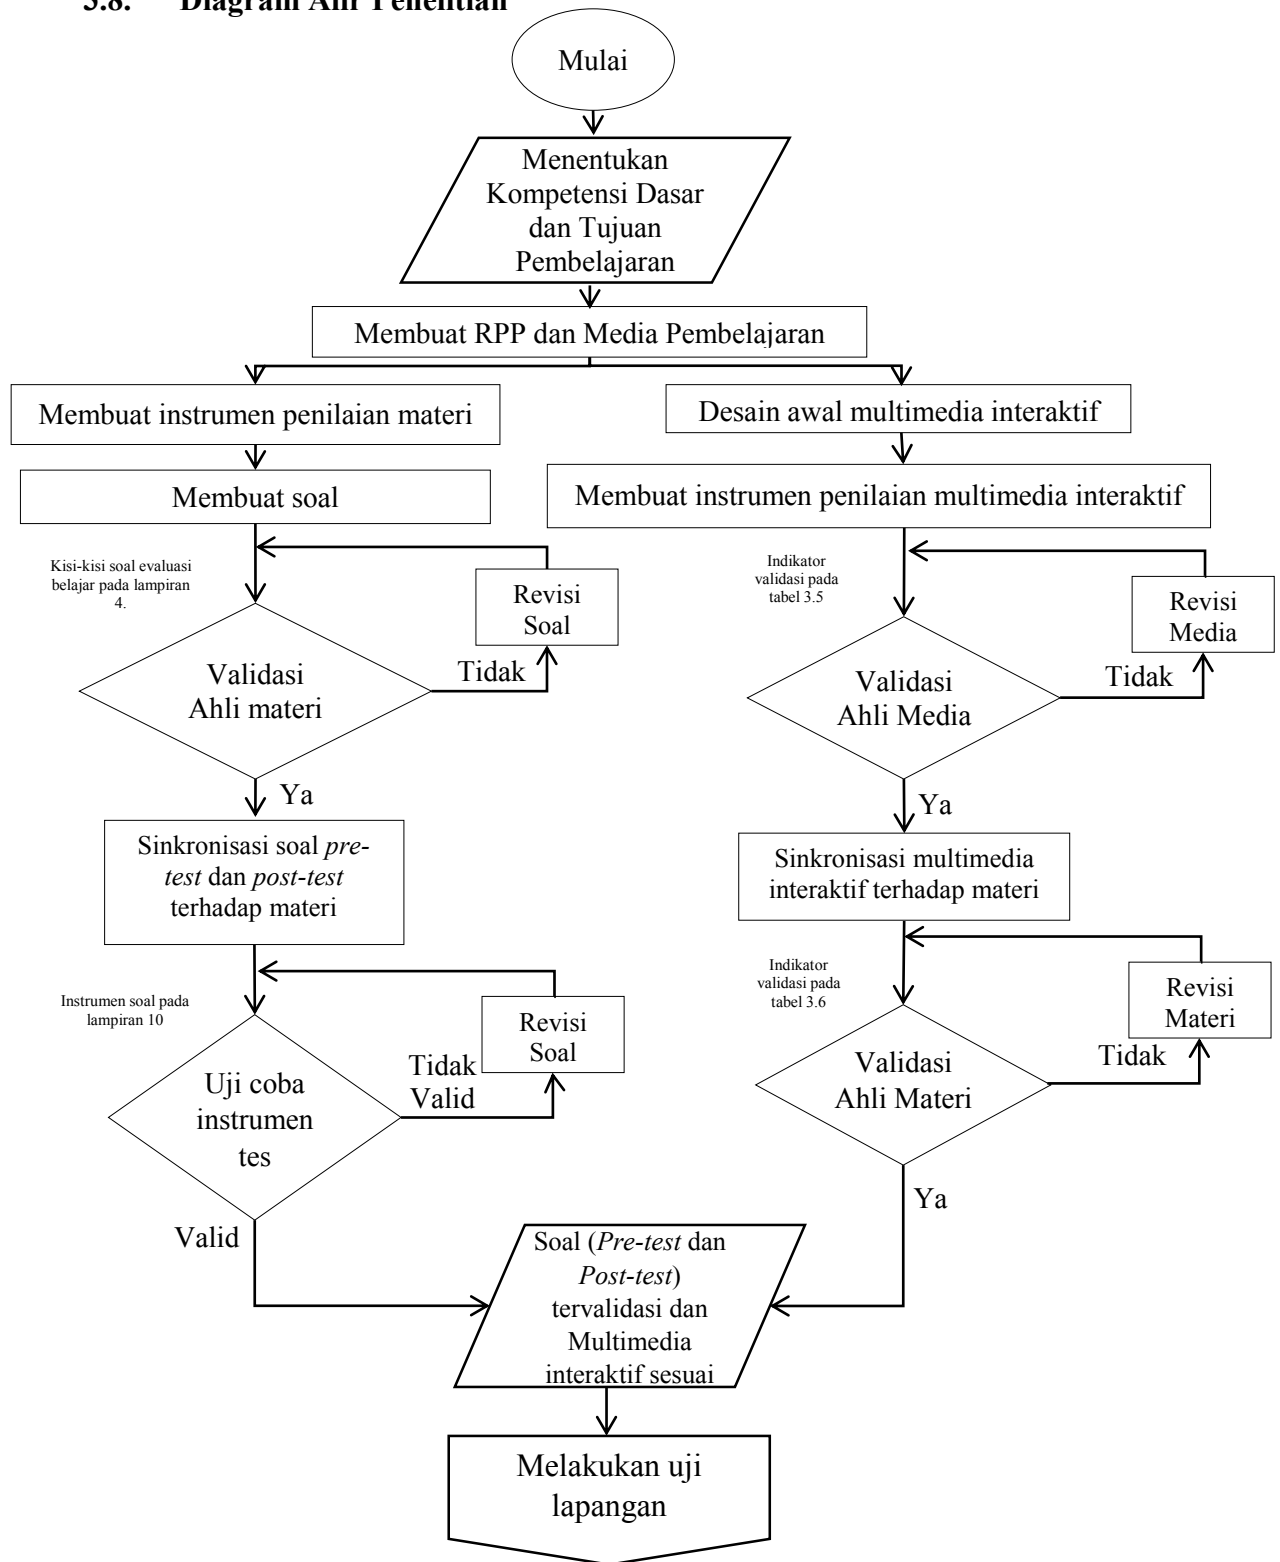 3.8. Diagram Alir Penelitian
Mulai
Menentukan
Kompetensi Dasar
dan Tujuan
Pembelajaran
Membuat RPP dan Media Pembelajaran
Membuat instrumen penilaian materi
Desain awal multimedia interaktif
Membuat soal
Membuat instrumen penilaian multimedia interaktif
Kisi-kisi soal evaluasi
belajar pada lampiran
4.
Revisi
Soal
Indikator
validasi pada
tabel 3.5
Revisi
Media
Validasi
Ahli materi
Tidak
Validasi
Ahli Media
Tidak
Ya
Ya
Sinkronisasi soal pre-
test dan post-test
terhadap materi
Sinkronisasi multimedia
interaktif terhadap materi
Instrumen soal pada
lampiran 10
Revisi
Soal
Indikator
validasi pada
tabel 3.6
Revisi
Materi
Uji coba
instrumen
tes
Tidak
Valid
Validasi
Ahli Materi
Tidak
Valid
Ya
Soal (Pre-test dan
Post-test)
tervalidasi dan
Multimedia
interaktif sesuai
Melakukan uji
lapangan